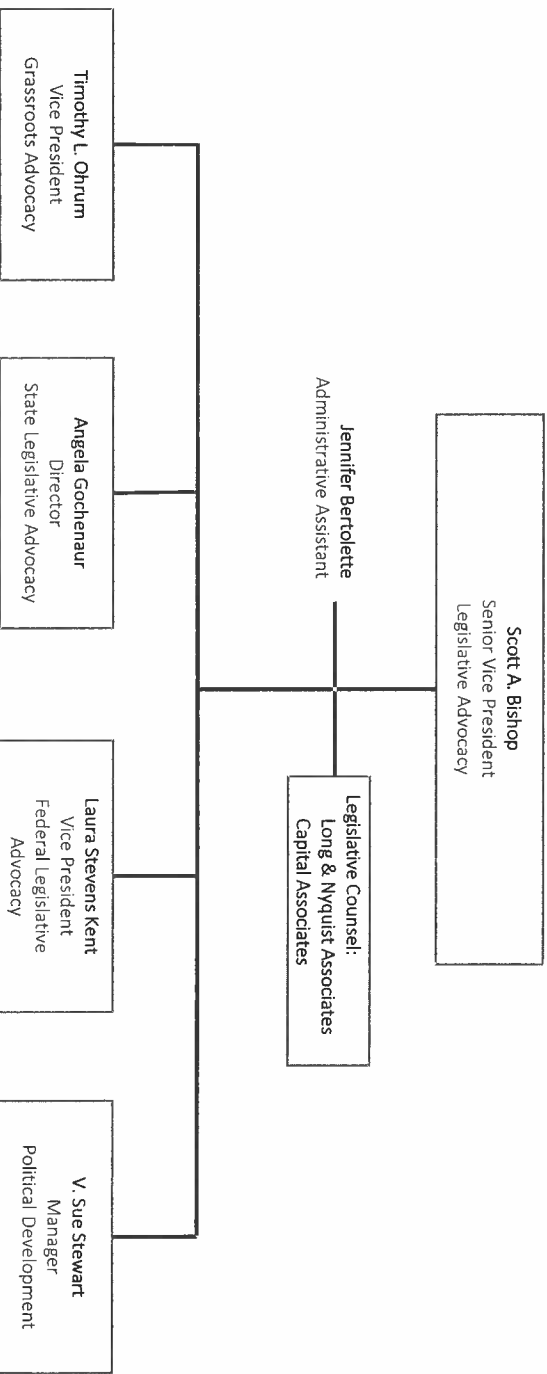 Scott A. Bishop
Senior Vice President
Legislative Advocacy
Jennifer Bertolette
Administrative Assistant
Legislative Counsel:
Long & Nyquist Associates
Capital Associates
Timothy L. Ohrum
Vice President
Grassroots Advocacy
Angela Gochenaur
Director
State Legislative Advocacy
Laura Stevens Kent
Vice President
Federal Legislative
Advocacy
V. Sue Stewart
Manager
Political Development